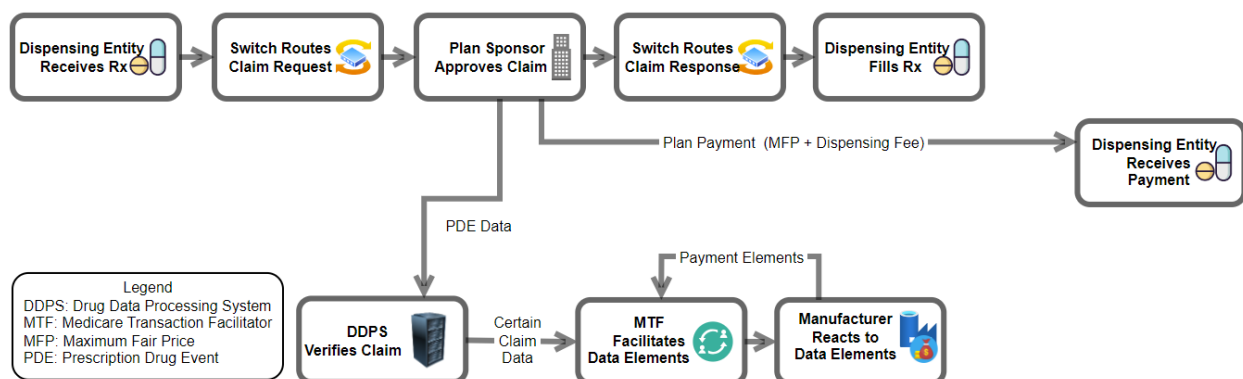 Dispensing Entity
Receives Rx
Switch Routes
Claim Request
Plan Sponsor
Approves Claim
Switch Routes
Claim Response
Dispensing Entity
Fills Rx
Plan Payment (MFP + Dispensing Fee)
Dispensing Entity
Receives
Payment
PDE Data
Payment Elements
Legend
DDPS: Drug Data Processing System
MTF: Medicare Transaction Facilitator
MFP: Maximum Fair Price
PDE: Prescription Drug Event
DDPS
Verifies Claim
Certain
Claim
Data
MTF
Facilitates
Data Elements
Manufacturer
Reacts to
Data Elements